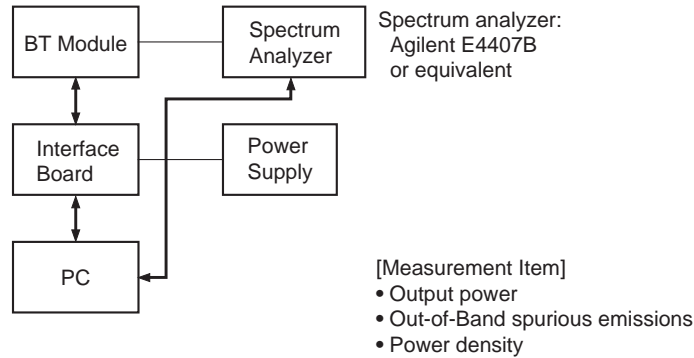 BT Module
Spectrum
Analyzer
Spectrum analyzer:
Agilent E4407B
or equivalent
Interface
Board
Power
Supply
PC
[Measurement Item]
• Output power
• Out-of-Band spurious emissions
• Power density